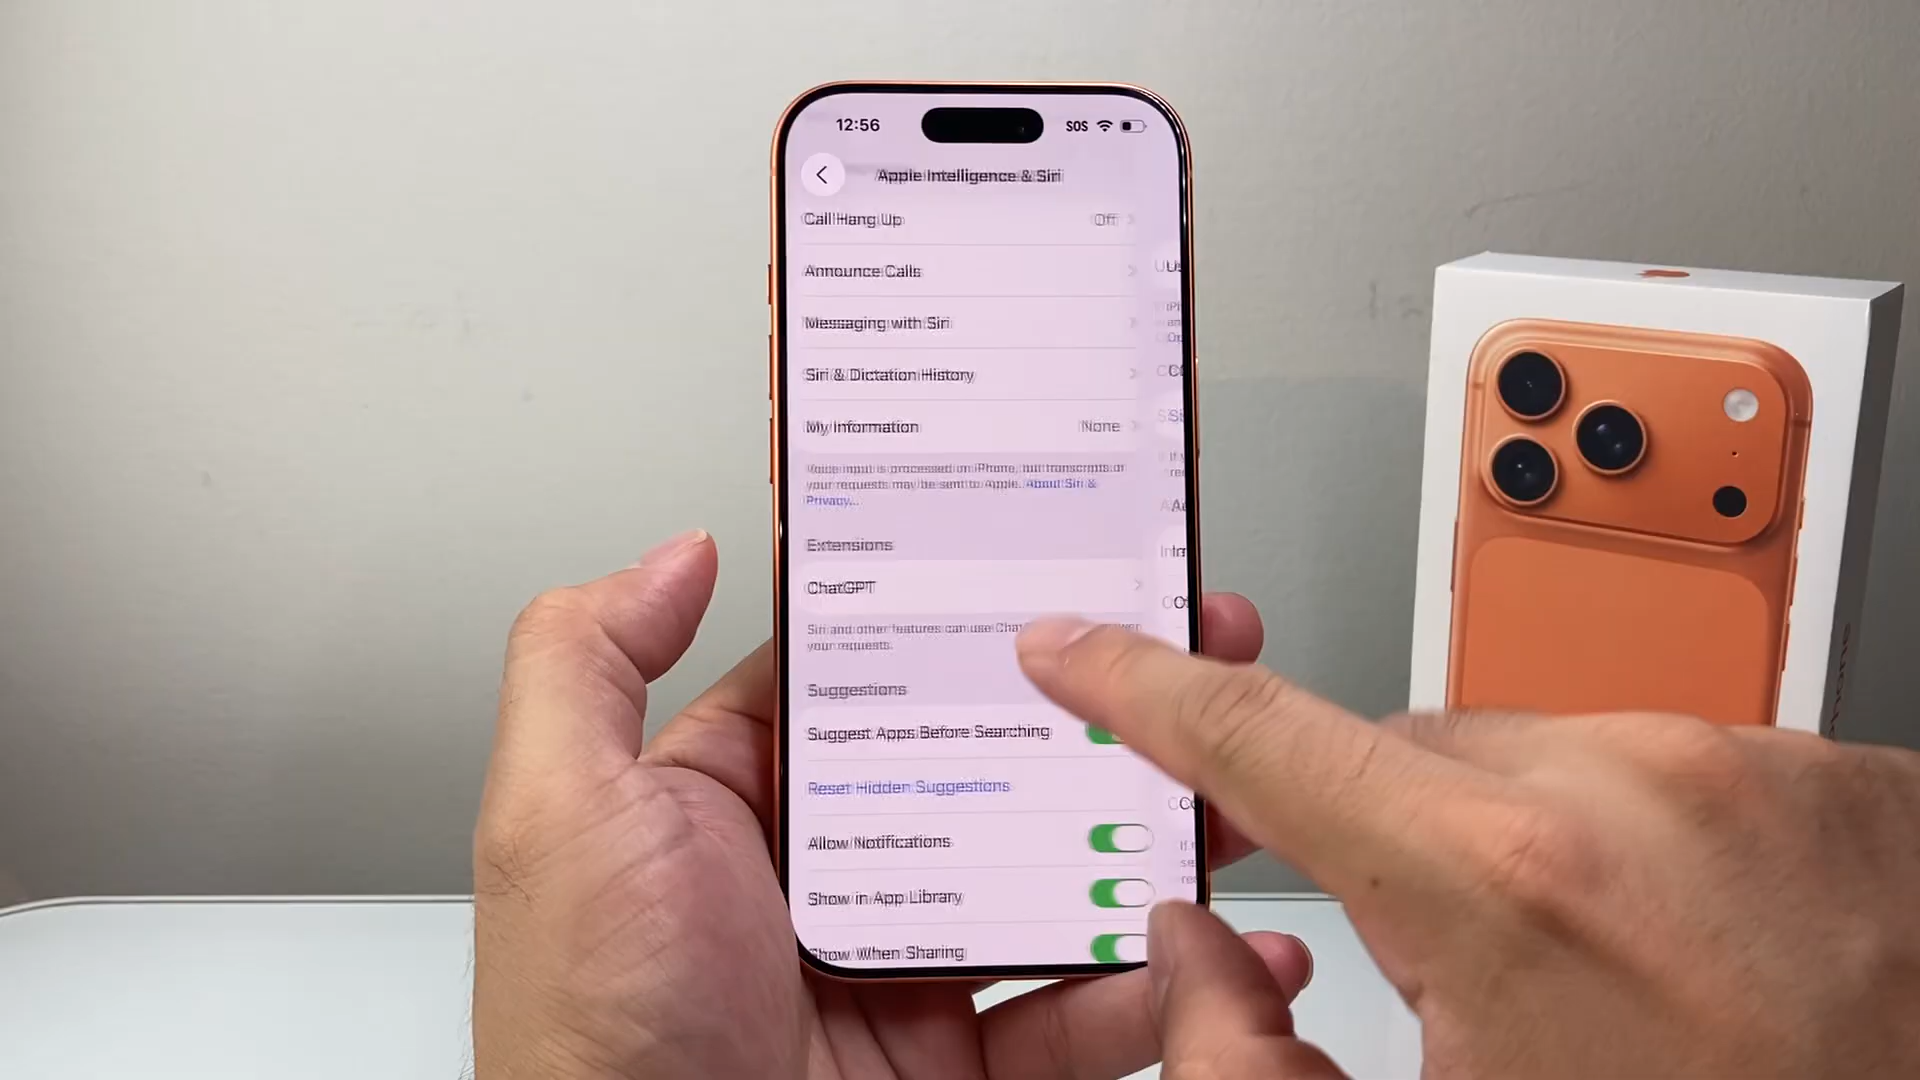 12:56
SOS
Apple Intelligence & Siri
Call Hang Up
Off
Announce Calls
Messaging with Siri
Siri & Dictation History
My Information
None
Voice input is processed on iPhone, but transcripts of
your requests may be sent to Apple. About Siri &
Privacy...
Extensions
ChatGPT
Siri and other features can use
your requests.
Suggestions
Suggest Apps Before Searching
Reset Hidden Suggestions
Allow Notifications
Show in App Library
Show When Sharing